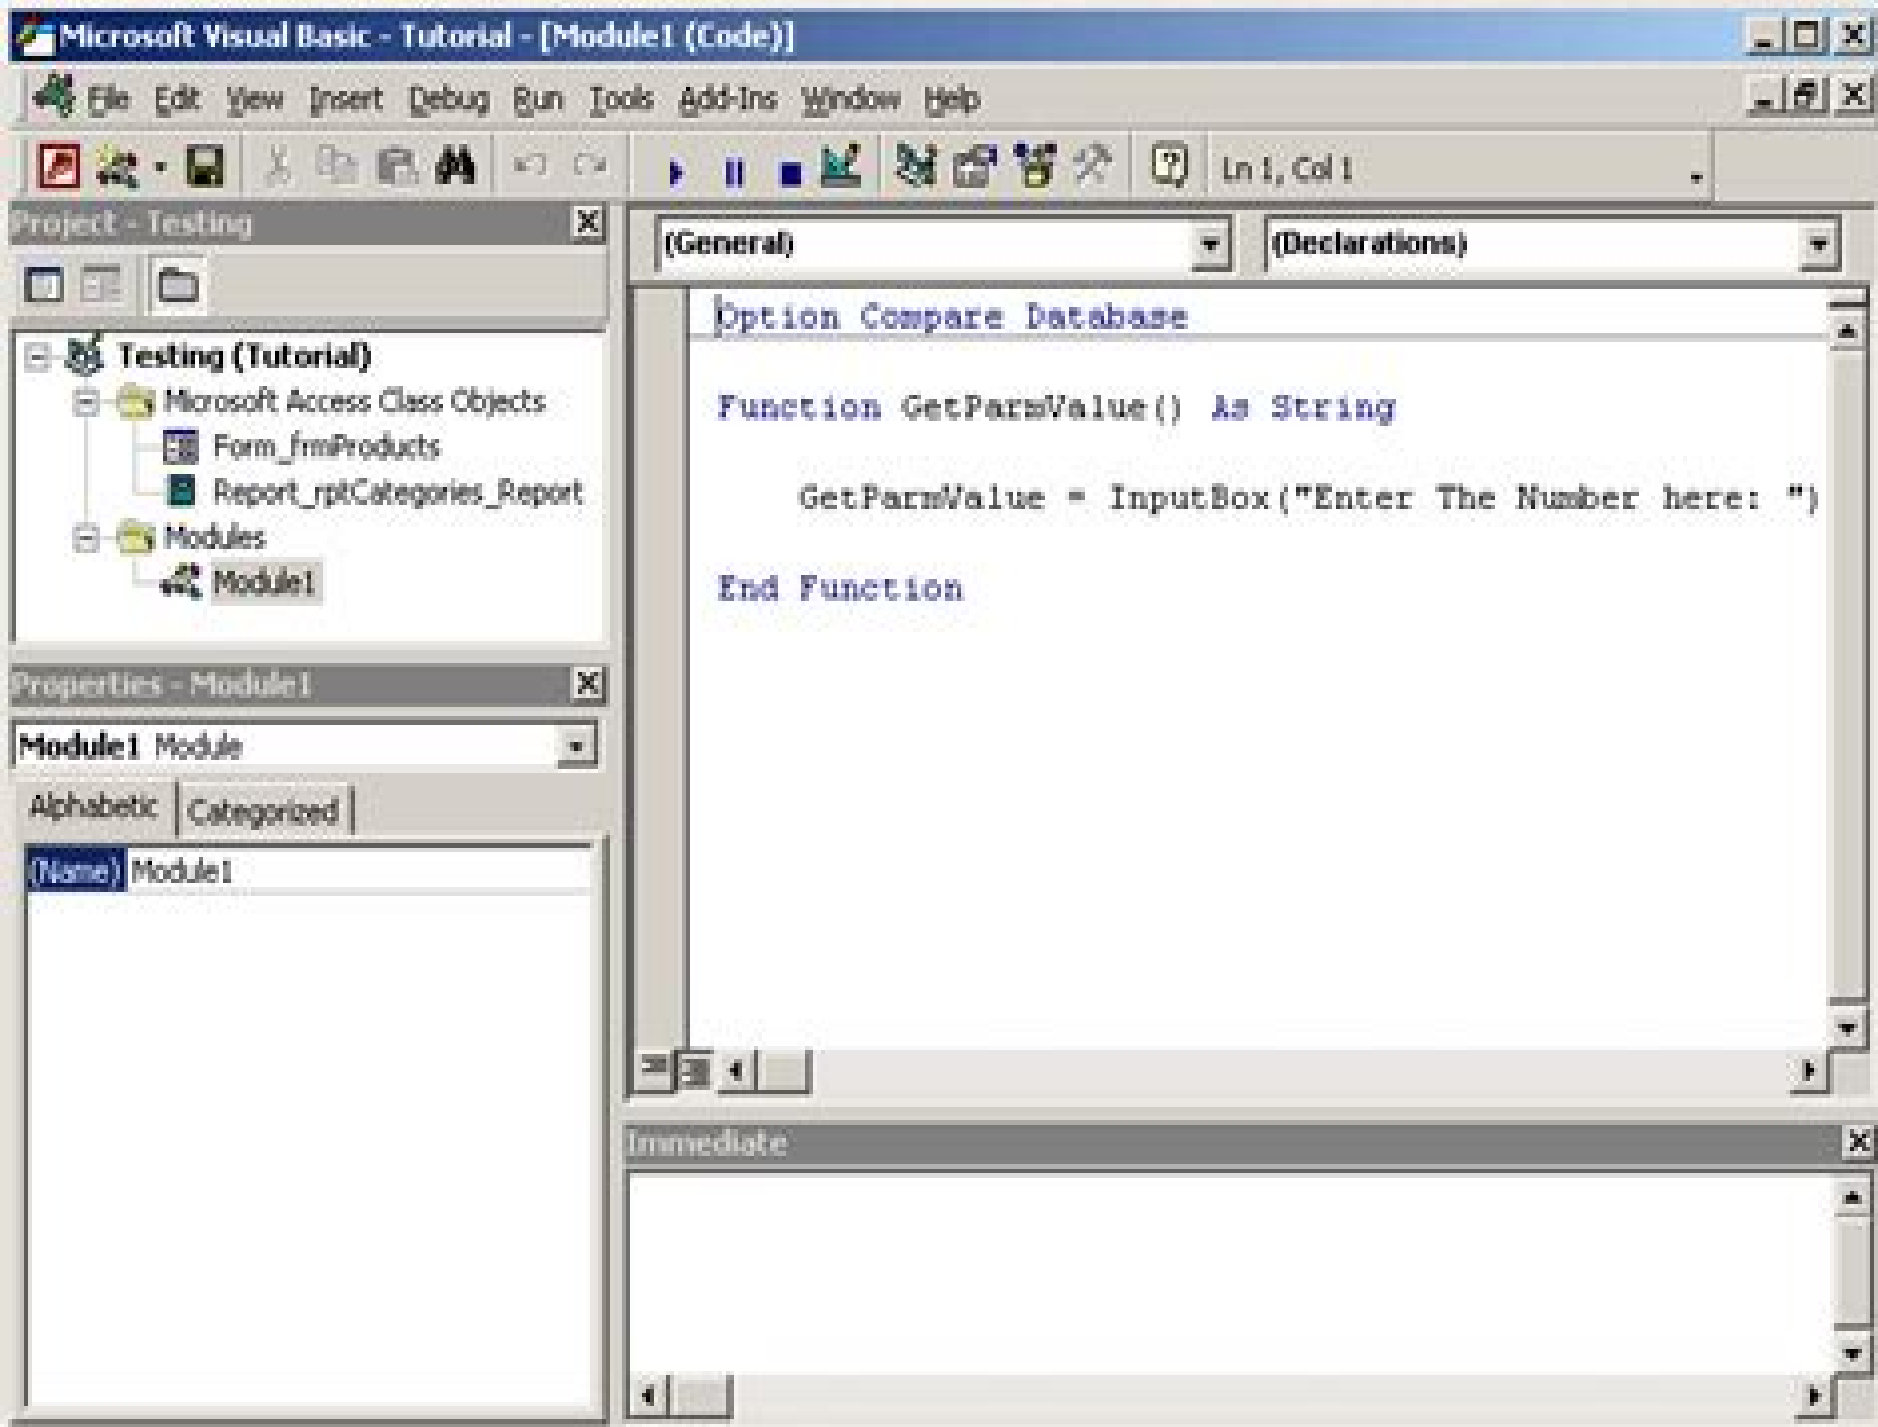 Microsoft Visual Basic - Tutorial - [Module1 (Code)]
File Edit View Insert Debug Run Tools Add-Ins Window Help
Ln 1, Col 1
Project - Testing
Testing (Tutorial)
Microsoft Access Class Objects
Form_frmProducts
Report_rptCategories_Report
Modules
Module1
Properties - Module1
Module1 Module
Alphabetic Categorized
(Name) Module1
(General) (Declarations)
Option Compare Database
Function GetParmValue() As String
GetParmValue = InputBox("Enter The Number here: ")
End Function
Immediate